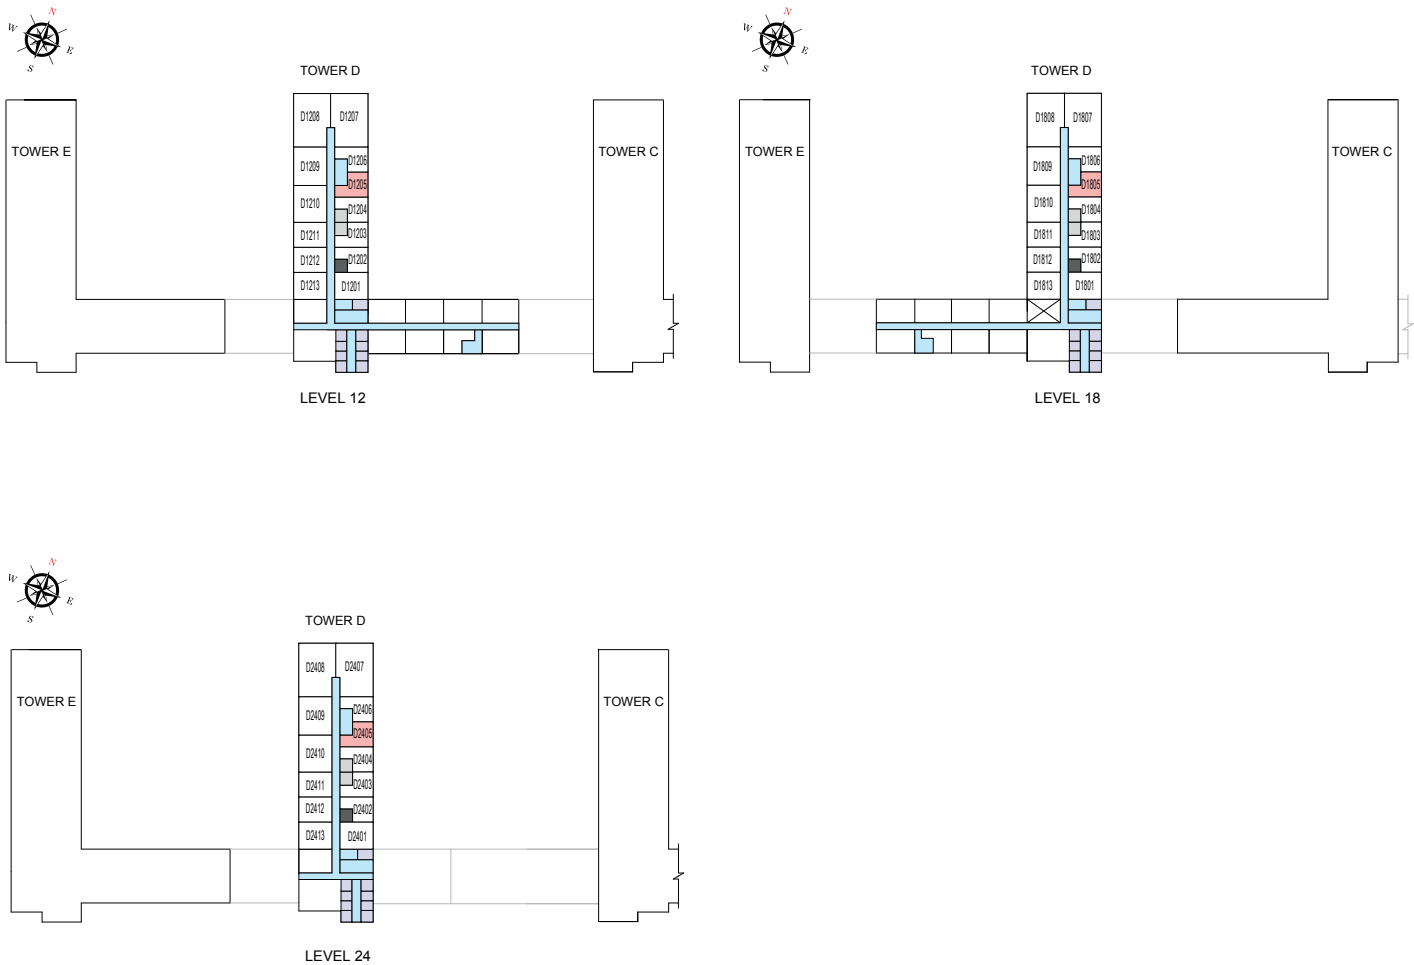 N
W
E
S
TOWER D
D1208 D1207
TOWER E
D1209 D1206
D1205
D1210 D1204
D1211 D1203
D1212 D1202
D1213 D1201
TOWER C
LEVEL 12
N
W
E
S
TOWER D
D1808 D1807
TOWER E
D1809 D1806
D1805
D1810 D1804
D1811 D1803
D1812 D1802
D1813 D1801
TOWER C
LEVEL 18
N
W
E
S
TOWER D
D2408 D2407
TOWER E
D2409 D2406
D2405
D2410 D2404
D2411 D2403
D2412 D2402
D2413 D2401
TOWER C
LEVEL 24